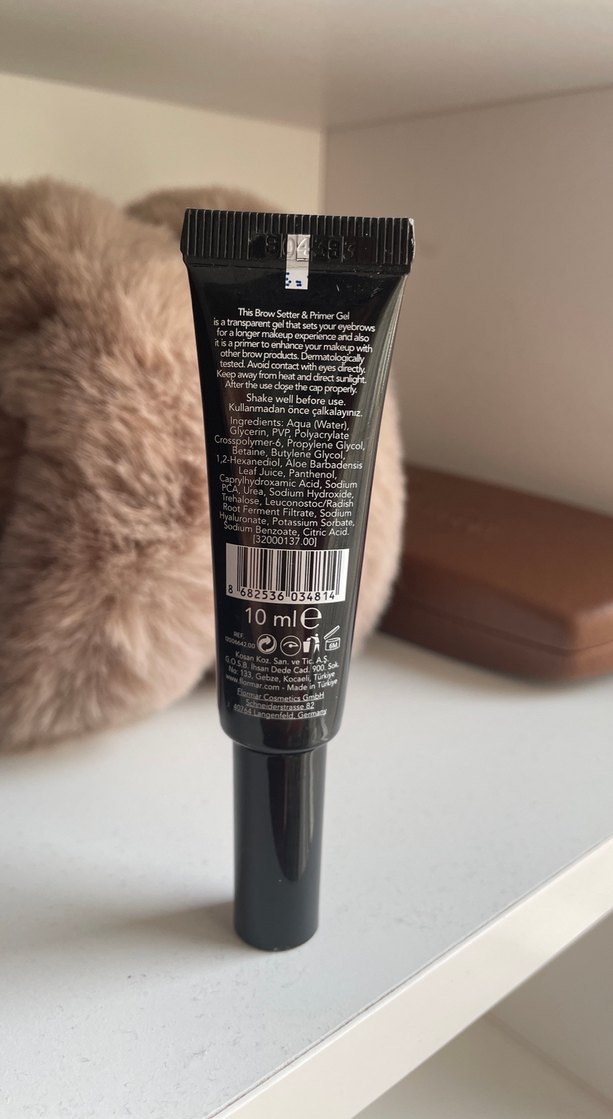 This Brow Setter & Primer Gel
is a transparent gel that sets your eyebrows
for a longer makeup experience and also
it is a primer to enhance your makeup with
other brow products. Dermatologically
tested. Avoid contact with eyes directly.
Keep away from heat and direct sunlight.
After the use close the cap properly.
Shake well before use.
Kullanmadan önce çalkalayınız.
Ingredients: Aqua (Water),
Glycerin, PVP, Polyacrylate
Crosspolymer-6, Propylene Glycol,
Betaine, Butylene Glycol,
1,2-Hexanediol, Aloe Barbadensis
Leaf Juice, Panthenol,
Caprylhydroxamic Acid, Sodium
PCA, Urea, Sodium Hydroxide,
Trehalose, Leuconostoc/Radish
Root Ferment Filtrate, Sodium
Hyaluronate, Potassium Sorbate,
Sodium Benzoate, Citric Acid.
[32000137.00]
8 682536 034814
10 ml e
REF.
0006642.00
6M
Kosan Koz. San. ve Tic. A.Ş.
G.O.S.B. İhsan Dede Cad. 900. Sok.
No: 133, Gebze, Kocaeli, Türkiye
www.flormar.com - Made in Türkiye
Flormar Cosmetics GmbH
Schneiderstrasse 82
40764 Langenfeld, Germany